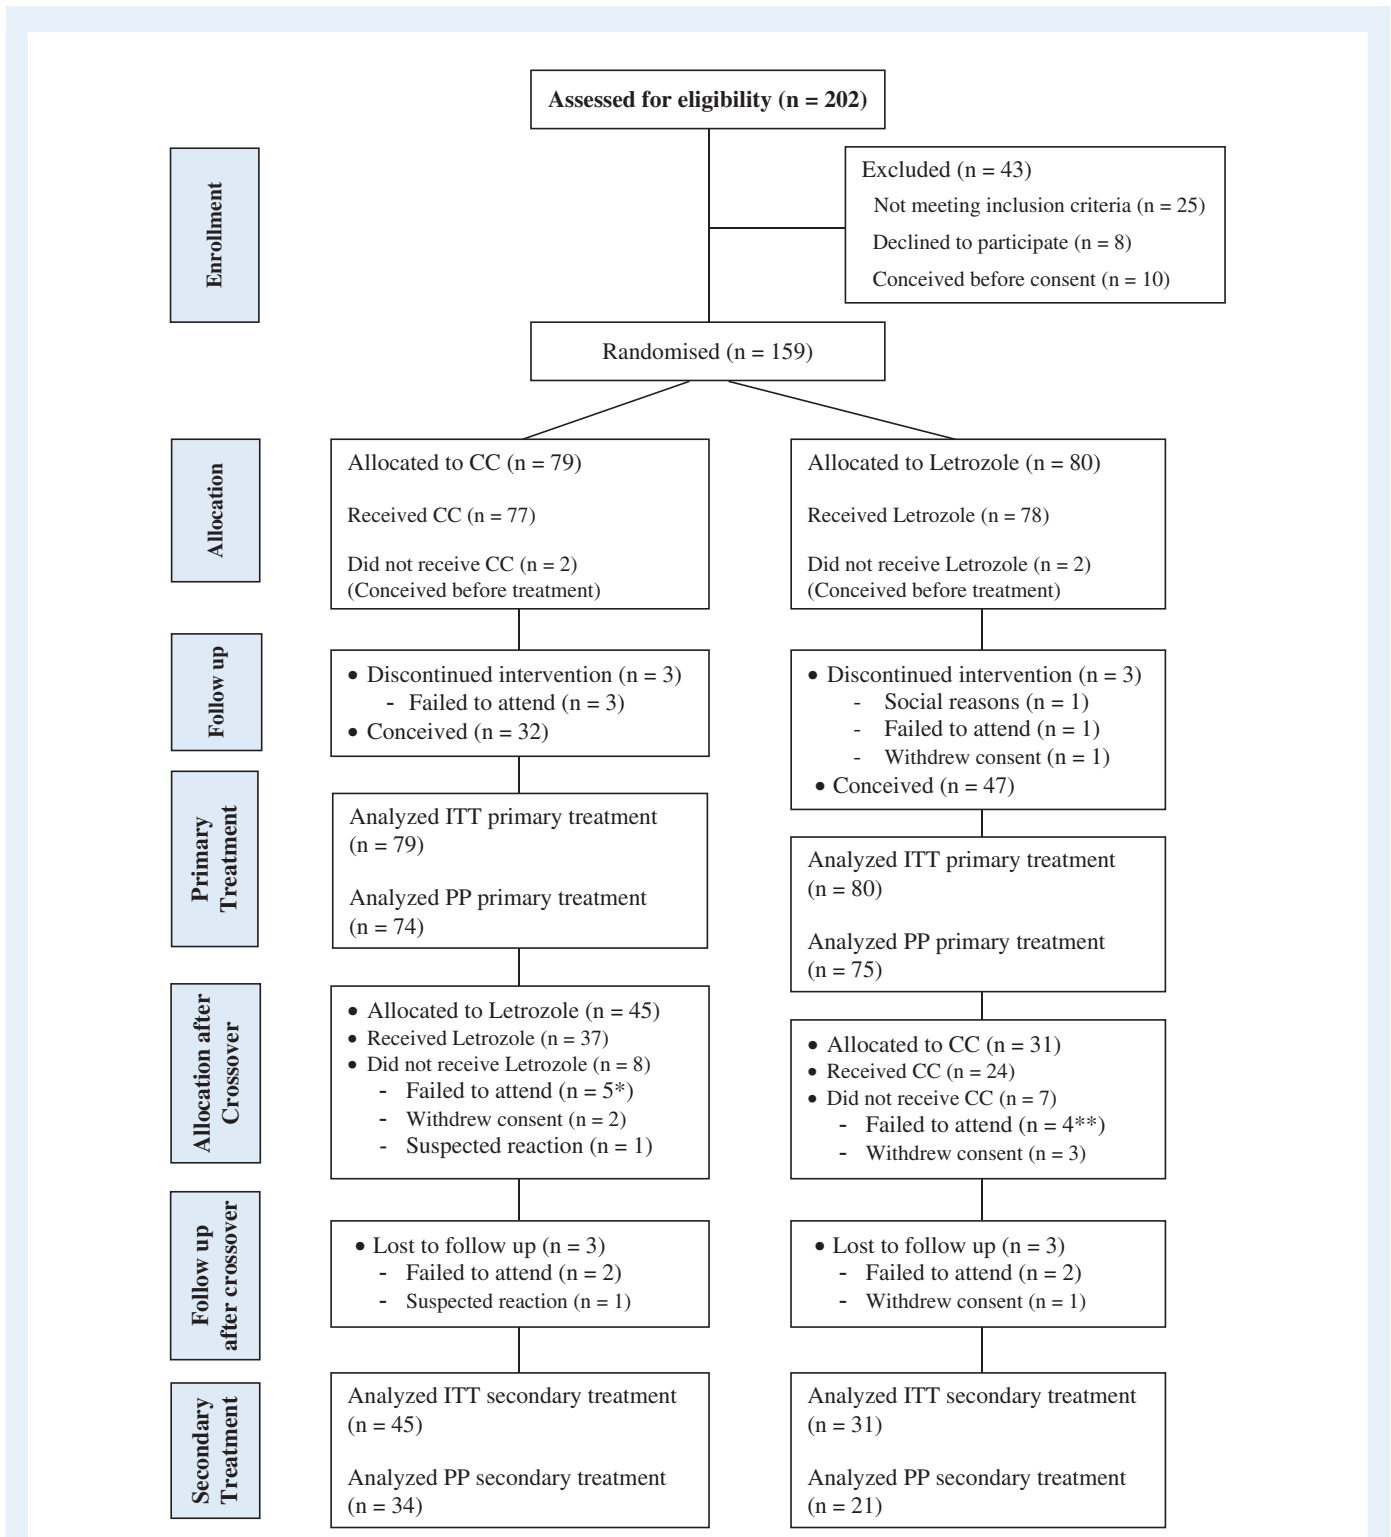 Assessed for eligibility (n = 202)
Enrollment
Excluded (n = 43)
Not meeting inclusion criteria (n = 25)
Declined to participate (n = 8)
Conceived before consent (n = 10)
Randomised (n = 159)
Allocation
Allocated to CC (n = 79)
Received CC (n = 77)
Did not receive CC (n = 2)
(Conceived before treatment)
Allocated to Letrozole (n = 80)
Received Letrozole (n = 78)
Did not receive Letrozole (n = 2)
(Conceived before treatment)
Follow up
• Discontinued intervention (n = 3)
- Failed to attend (n = 3)
• Conceived (n = 32)
• Discontinued intervention (n = 3)
- Social reasons (n = 1)
- Failed to attend (n = 1)
- Withdrew consent (n = 1)
• Conceived (n = 47)
Primary
Treatment
Analyzed ITT primary treatment
(n = 79)
Analyzed PP primary treatment
(n = 74)
Analyzed ITT primary treatment
(n = 80)
Analyzed PP primary treatment
(n = 75)
Allocation after
Crossover
• Allocated to Letrozole (n = 45)
• Received Letrozole (n = 37)
• Did not receive Letrozole (n = 8)
- Failed to attend (n = 5*)
- Withdrew consent (n = 2)
- Suspected reaction (n = 1)
• Allocated to CC (n = 31)
• Received CC (n = 24)
• Did not receive CC (n = 7)
- Failed to attend (n = 4**)
- Withdrew consent (n = 3)
Follow up
after crossover
• Lost to follow up (n = 3)
- Failed to attend (n = 2)
- Suspected reaction (n = 1)
• Lost to follow up (n = 3)
- Failed to attend (n = 2)
- Withdrew consent (n = 1)
Secondary
Treatment
Analyzed ITT secondary treatment
(n = 45)
Analyzed PP secondary treatment
(n = 34)
Analyzed ITT secondary treatment
(n = 31)
Analyzed PP secondary treatment
(n = 21)